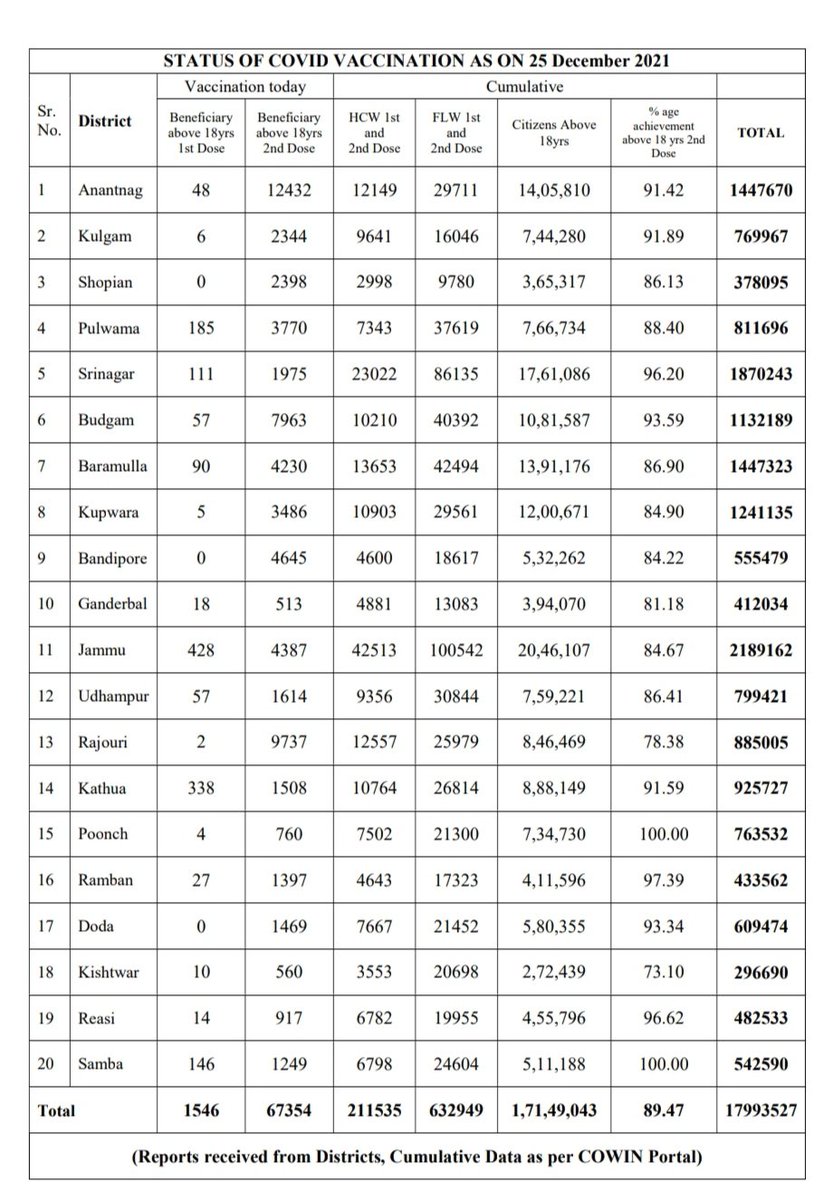 STATUS OF COVID VACCINATION AS ON 25 December 2021
Vaccination today Cumulative
Sr. No. District Beneficiary above 18yrs 1st Dose Beneficiary above 18yrs 2nd Dose HCW 1st and 2nd Dose FLW 1st and 2nd Dose Citizens Above 18yrs % age achievement above 18 yrs 2nd Dose TOTAL
1 Anantnag 48 12432 12149 29711 14,05,810 91.42 1447670
2 Kulgam 6 2344 9641 16046 7,44,280 91.89 769967
3 Shopian 0 2398 2998 9780 3,65,317 86.13 378095
4 Pulwama 185 3770 7343 37619 7,66,734 88.40 811696
5 Srinagar 111 1975 23022 86135 17,61,086 96.20 1870243
6 Budgam 57 7963 10210 40392 10,81,587 93.59 1132189
7 Baramulla 90 4230 13653 42494 13,91,176 86.90 1447323
8 Kupwara 5 3486 10903 29561 12,00,671 84.90 1241135
9 Bandipore 0 4645 4600 18617 5,32,262 84.22 555479
10 Ganderbal 18 513 4881 13083 3,94,070 81.18 412034
11 Jammu 428 4387 42513 100542 20,46,107 84.67 2189162
12 Udhampur 57 1614 9356 30844 7,59,221 86.41 799421
13 Rajouri 2 9737 12557 25979 8,46,469 78.38 885005
14 Kathua 338 1508 10764 26814 8,88,149 91.59 925727
15 Poonch 4 760 7502 21300 7,34,730 100.00 763532
16 Ramban 27 1397 4643 17323 4,11,596 97.39 433562
17 Doda 0 1469 7667 21452 5,80,355 93.34 609474
18 Kishtwar 10 560 3553 20698 2,72,439 73.10 296690
19 Reasi 14 917 6782 19955 4,55,796 96.62 482533
20 Samba 146 1249 6798 24604 5,11,188 100.00 542590
Total 1546 67354 211535 632949 1,71,49,043 89.47 17993527
(Reports received from Districts, Cumulative Data as per COWIN Portal)